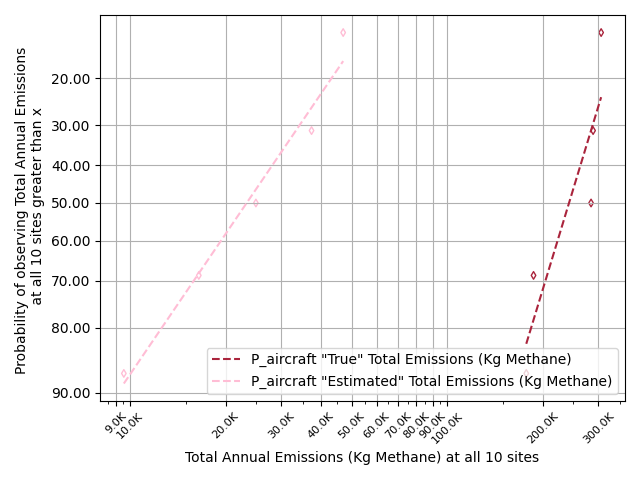 Probability of observing Total Annual Emissions
at all 10 sites greater than x
20.00
30.00
40.00
50.00
60.00
70.00
80.00
90.00
P_aircraft "True" Total Emissions (Kg Methane)
P_aircraft "Estimated" Total Emissions (Kg Methane)
9.0K
10.0K
20.0K
30.0K
40.0K
50.0K
60.0K
70.0K
80.0K
90.0K
100.0K
200.0K
300.0K
Total Annual Emissions (Kg Methane) at all 10 sites